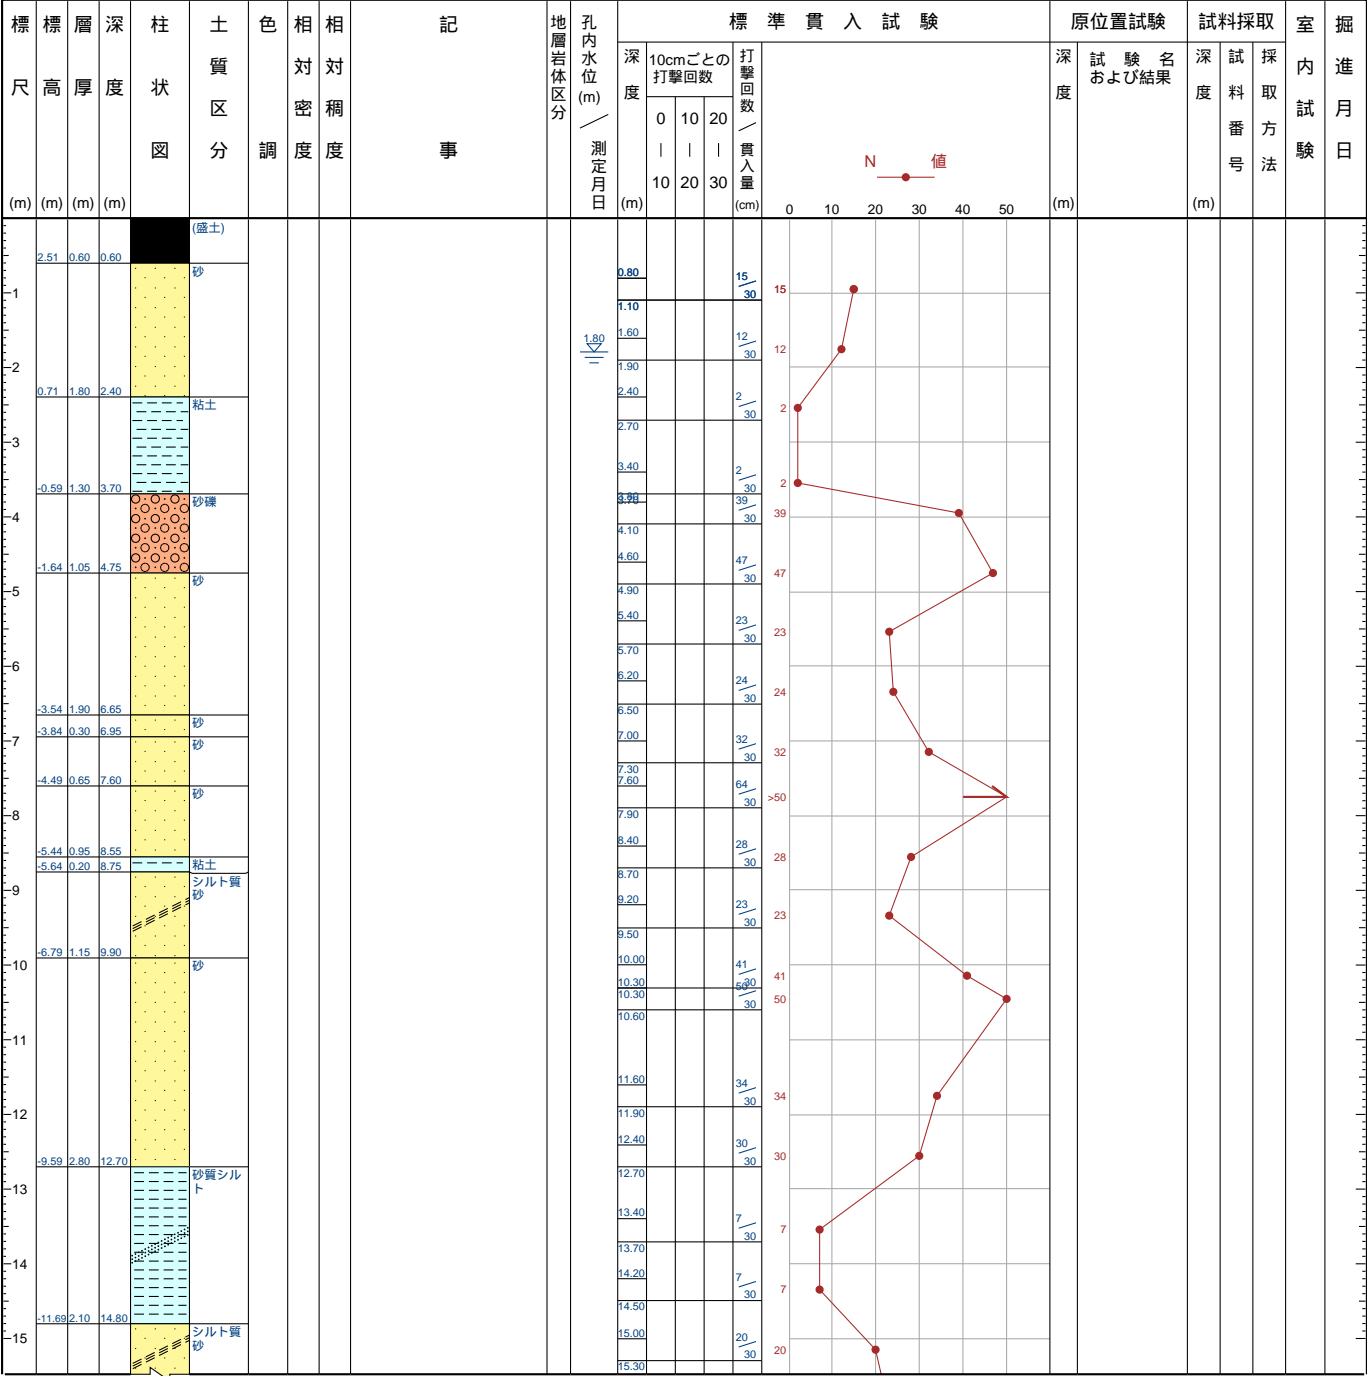 標尺(m)
標高(m)
層厚(m)
深度(m)
柱状図
土質区分
色調
相対密度
相対稠度
記事
地層岩体区分
孔内水位(m)／測定月日
標準貫入試験
深度(m)
10cmごとの
打撃回数
0 10 20
| | |
10 20 30
打撃回数／貫入量(cm)
N 値
0 10 20 30 40 50
原位置試験
深度(m)
試験名
および結果
試料採取
深度(m)
試料番号
採取方法
室内試験
掘進月日
(盛土)
2.51 0.60 0.60
砂
0.71 1.80 2.40
粘土
-0.59 1.30 3.70
砂礫
-1.64 1.05 4.75
砂
-3.54 1.90 6.65
砂
-3.84 0.30 6.95
砂
-4.49 0.65 7.60
砂
-5.44 0.95 8.55
粘土
-5.64 0.20 8.75
シルト質
砂
-6.79 1.15 9.90
砂
-9.59 2.80 12.70
砂質シル
ト
-11.69 2.10 14.80
シルト質
砂
1
2
3
4
5
6
7
8
9
10
11
12
13
14
15
1.80
0.80 15/30 15
1.10
1.60 12/30 12
1.90
2.40 2/30 2
2.70
3.40 2/30 2
3.70
3.80 39/30 39
4.10
4.60 47/30 47
4.90
5.40 23/30 23
5.70
6.20 24/30 24
6.50
7.00 32/30 32
7.30
7.60 64/30 >50
7.90
8.40 28/30 28
8.70
9.20 23/30 23
9.50
10.00 41/30 41
10.30
10.30 50/30 50
10.60
11.60 34/30 34
11.90
12.40 30/30 30
12.70
13.40 7/30 7
13.70
14.20 7/30 7
14.50
15.00 20/30 20
15.30